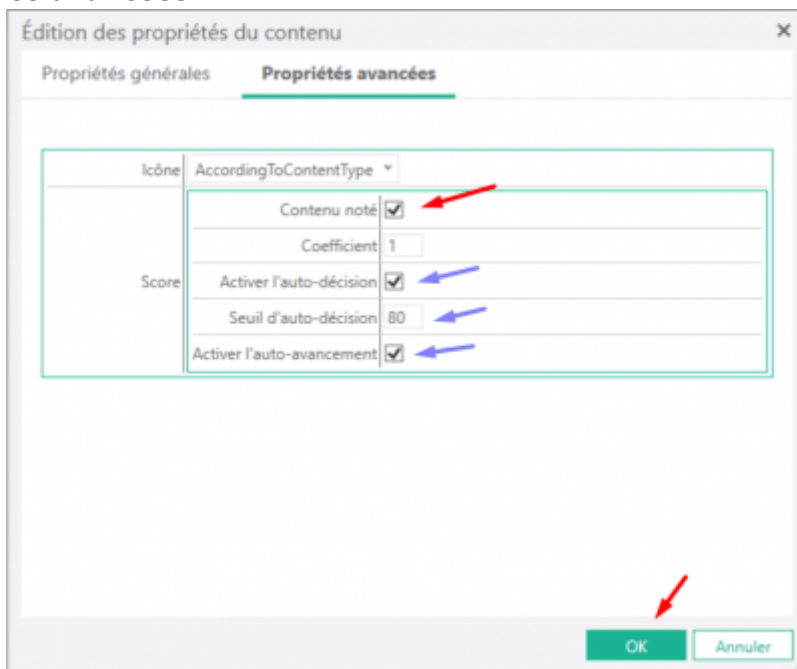 Édition des propriétés du contenu
Propriétés générales Propriétés avancées
Icône AccordingToContentType
Contenu noté
Coefficient 1
Score Activer l'auto-décision
Seuil d'auto-décision 80
Activer l'auto-avancement
OK Annuler